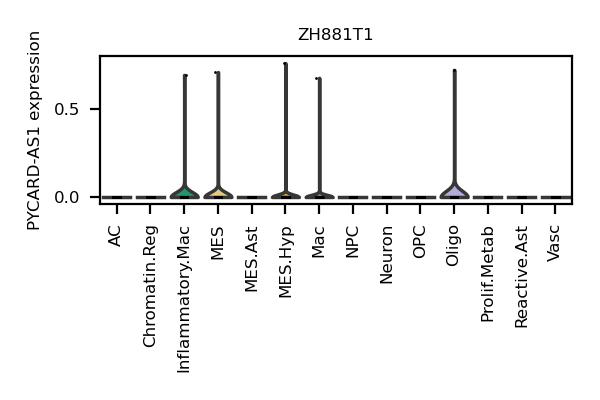 ZH881T1
PYCARD-AS1 expression
0.5
0.0
AC
Chromatin.Reg
Inflammatory.Mac
MES
MES.Ast
MES.Hyp
Mac
NPC
Neuron
OPC
Oligo
Prolif.Metab
Reactive.Ast
Vasc